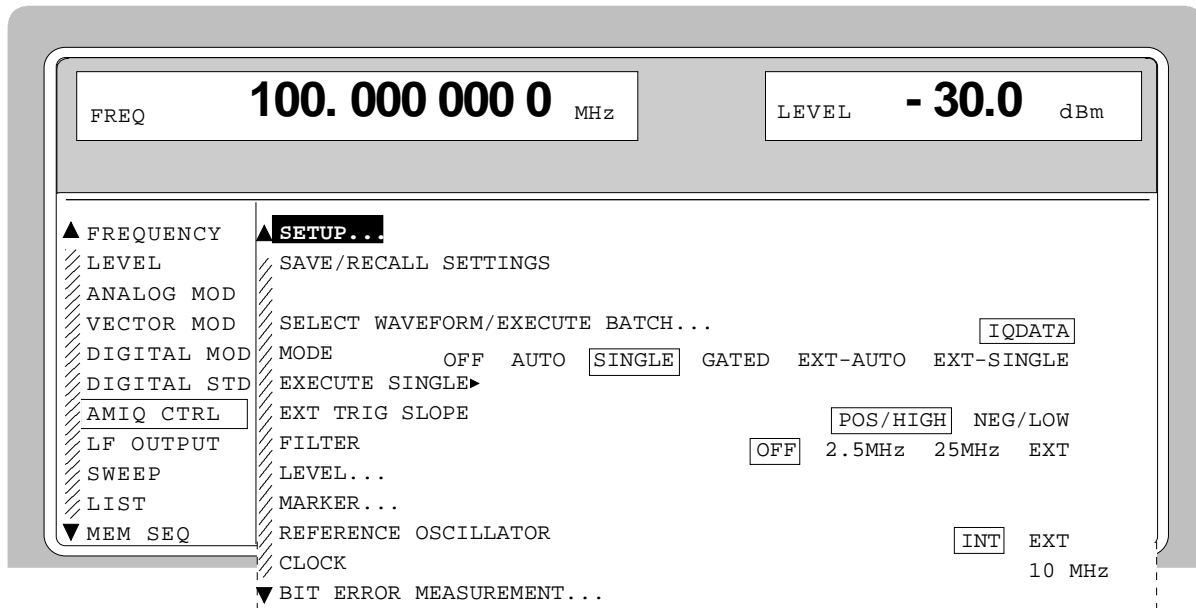 FREQ 100. 000 000 0 MHz LEVEL - 30.0 dBm
FREQUENCY
LEVEL
ANALOG MOD
VECTOR MOD
DIGITAL MOD
DIGITAL STD
AMIQ CTRL
LF OUTPUT
SWEEP
LIST
MEM SEQ
SETUP...
SAVE/RECALL SETTINGS
SELECT WAVEFORM/EXECUTE BATCH... IQDATA
MODE OFF AUTO SINGLE GATED EXT-AUTO EXT-SINGLE
EXECUTE SINGLE▸
EXT TRIG SLOPE POS/HIGH NEG/LOW
FILTER OFF 2.5MHz 25MHz EXT
LEVEL...
MARKER...
REFERENCE OSCILLATOR INT EXT
CLOCK 10 MHz
BIT ERROR MEASUREMENT...